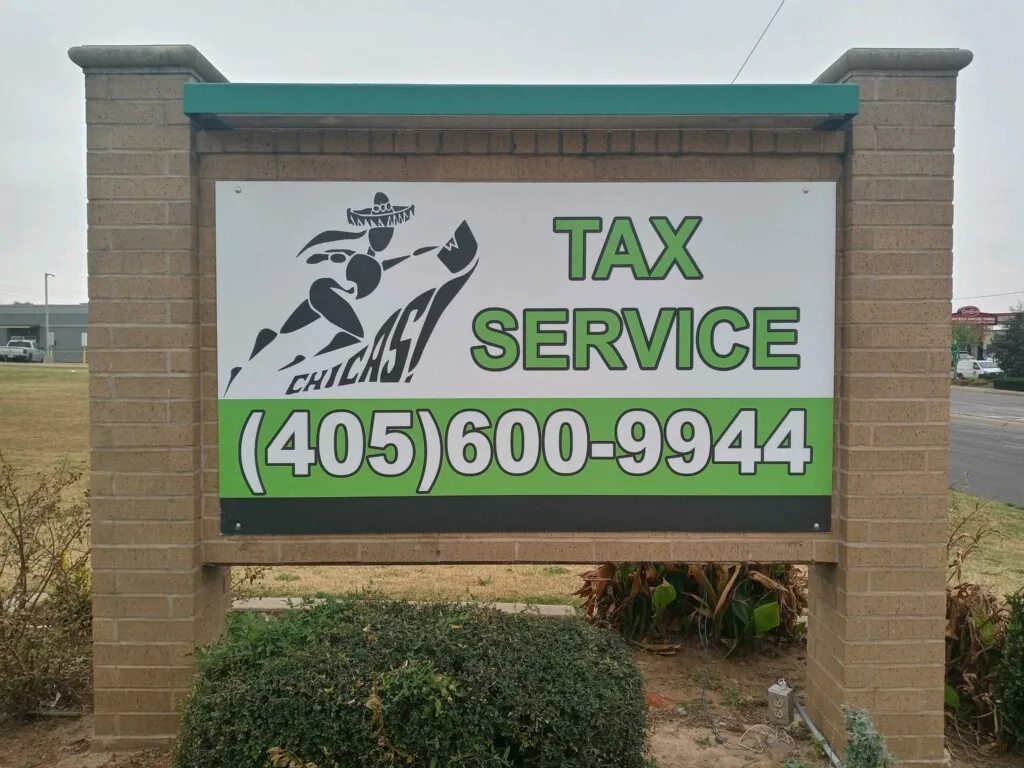 W
CHICAS!
TAX
SERVICE
(405)600-9944